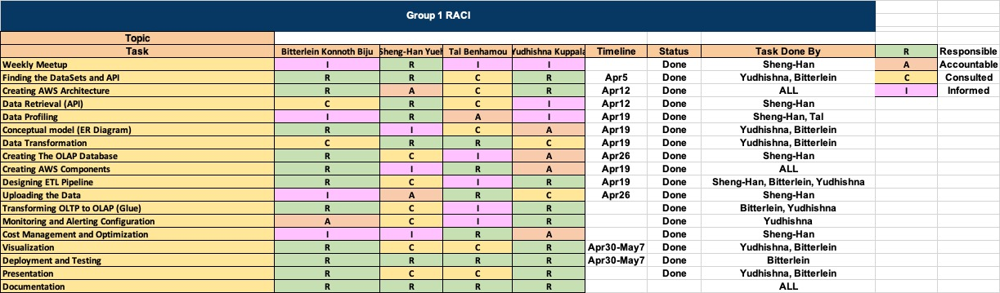 Group 1 RACI
Topic
Task Bitterlein Konnoth Biju Sheng-Han Yueh Tal Benhamou Yudhishna Kuppala Timeline Status Task Done By R Responsible
Weekly Meetup I R I I Done Sheng-Han A Accountable
Finding the DataSets and API R R C R Apr5 Done Yudhishna, Bitterlein C Consulted
Creating AWS Architecture R A C R Apr12 Done ALL I Informed
Data Retrieval (API) C R C I Apr12 Done Sheng-Han
Data Profiling I R A I Apr19 Done Sheng-Han, Tal
Conceptual model (ER Diagram) R I C A Apr19 Done Yudhishna, Bitterlein
Data Transformation C R R C Apr19 Done Yudhishna, Bitterlein
Creating The OLAP Database R C I A Apr26 Done Sheng-Han
Creating AWS Components R I R A Apr19 Done ALL
Designing ETL Pipeline R C I R Apr19 Done Sheng-Han, Bitterlein, Yudhishna
Uploading the Data I A R C Apr26 Done Sheng-Han
Transforming OLTP to OLAP (Glue) R C I R Done Bitterlein, Yudhishna
Monitoring and Alerting Configuration A C I R Done Yudhishna
Cost Management and Optimization I I R A Done Sheng-Han
Visualization R C C R Apr30-May7 Done Yudhishna, Bitterlein
Deployment and Testing R R R R Apr30-May7 Done Bitterlein
Presentation R C C R Done Yudhishna, Bitterlein
Documentation R R R R ALL